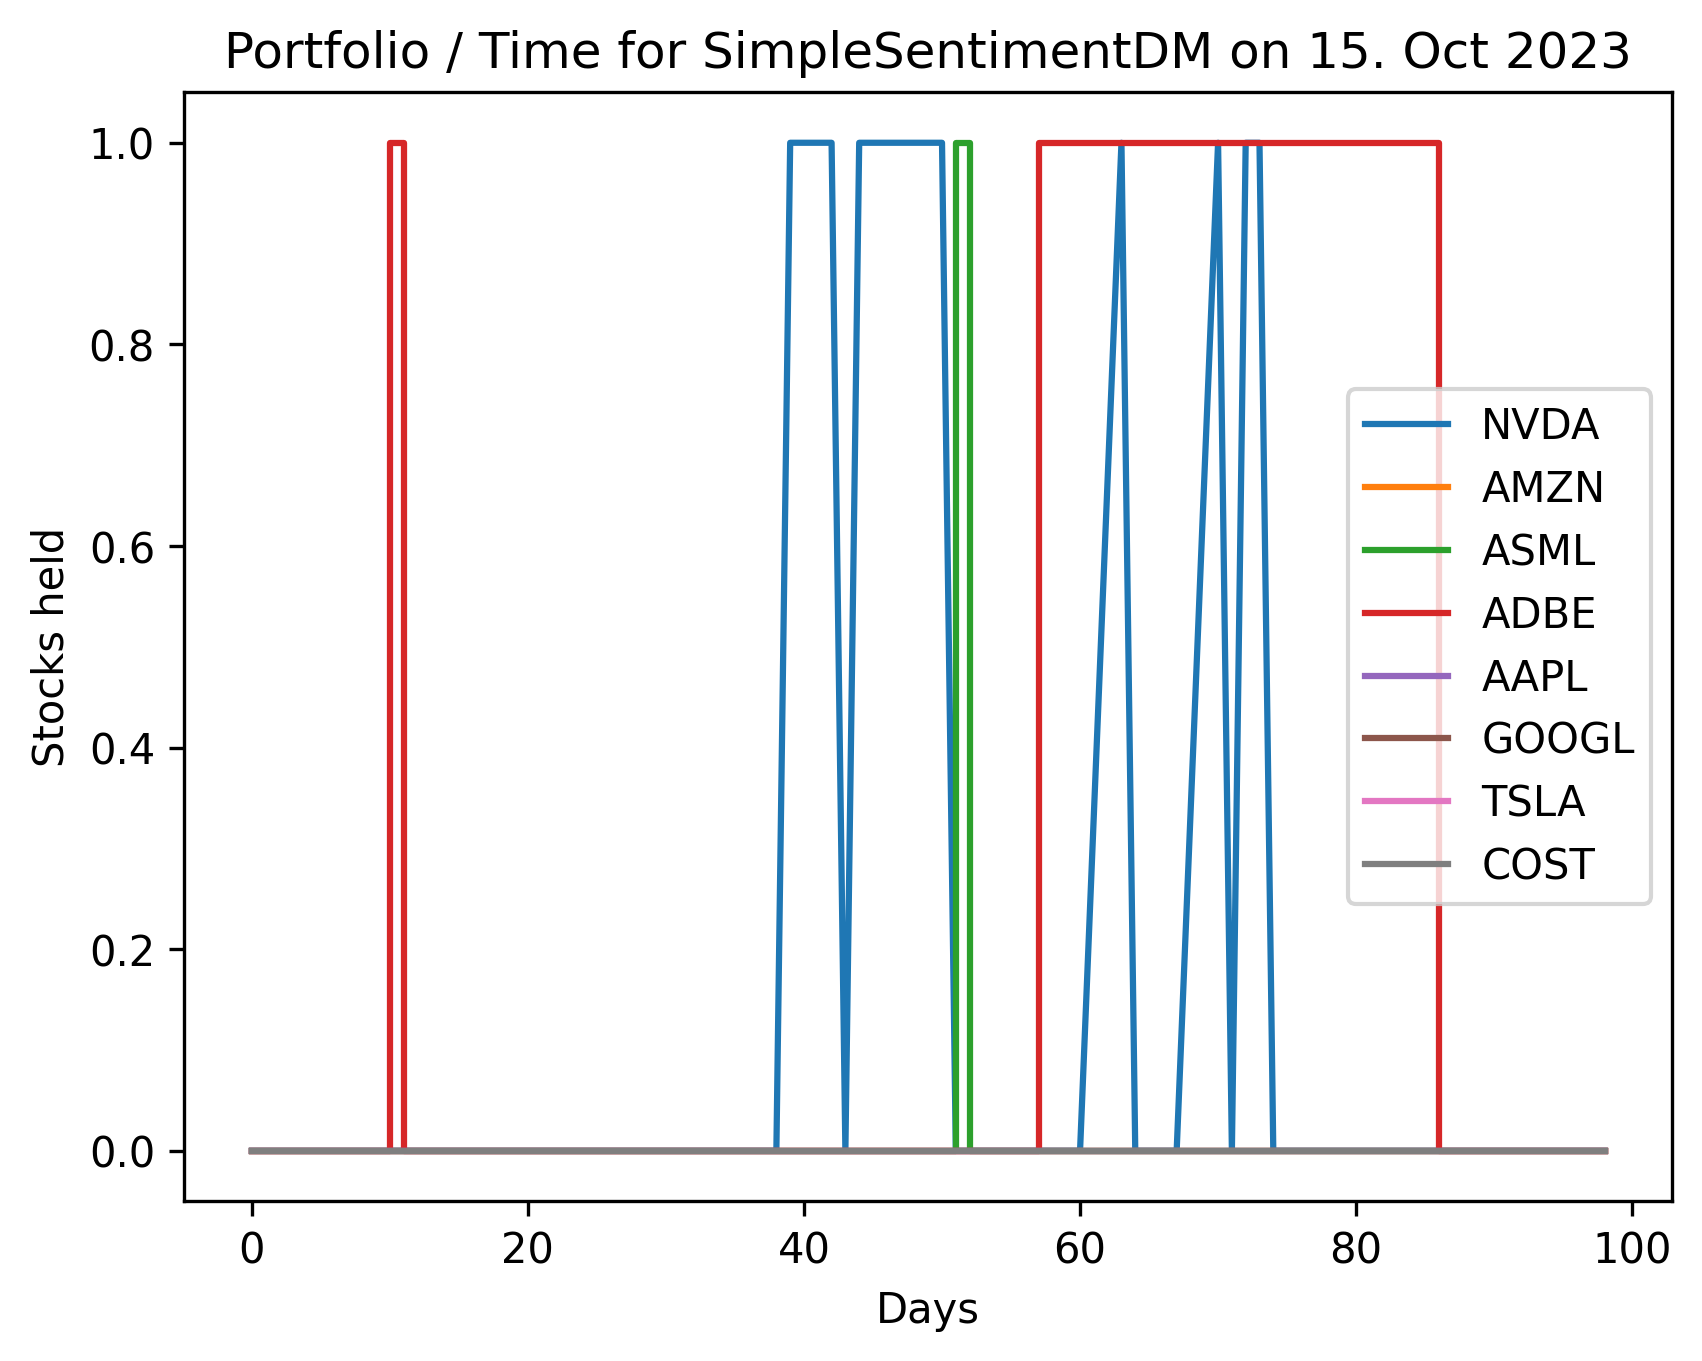 Portfolio / Time for SimpleSentimentDM on 15. Oct 2023
1.0
0.8
0.6
0.4
0.2
0.0
Stocks held
NVDA
AMZN
ASML
ADBE
AAPL
GOOGL
TSLA
COST
0 20 40 60 80 100
Days